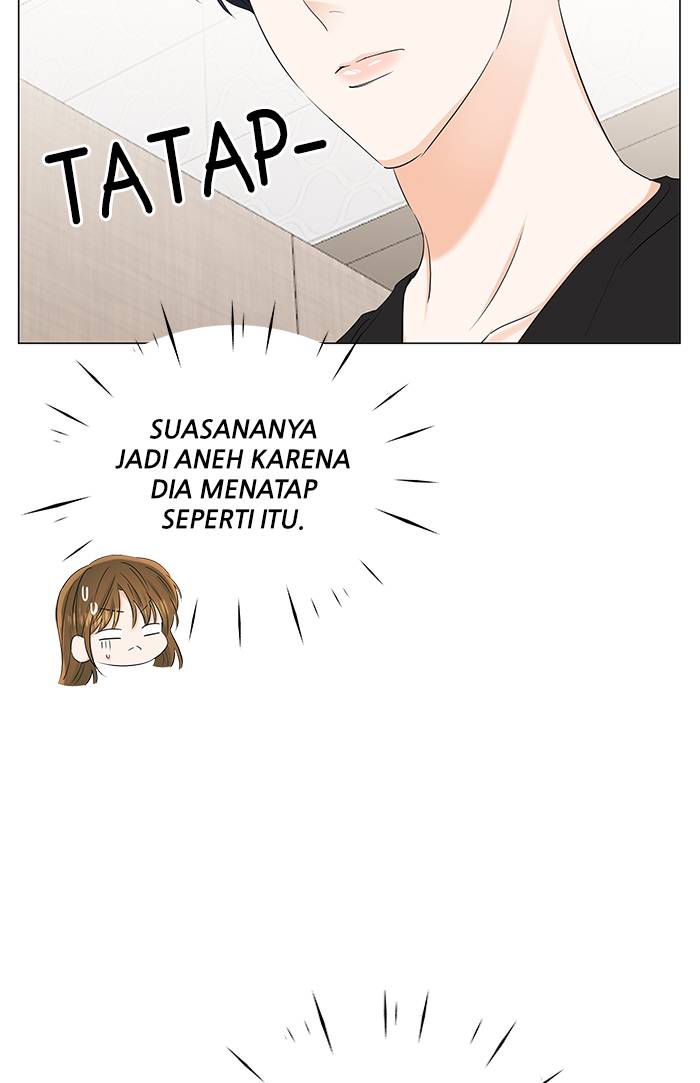 TATAP-
SUASANANYA
JADI ANEH KARENA
DIA MENATAP
SEPERTI ITU.